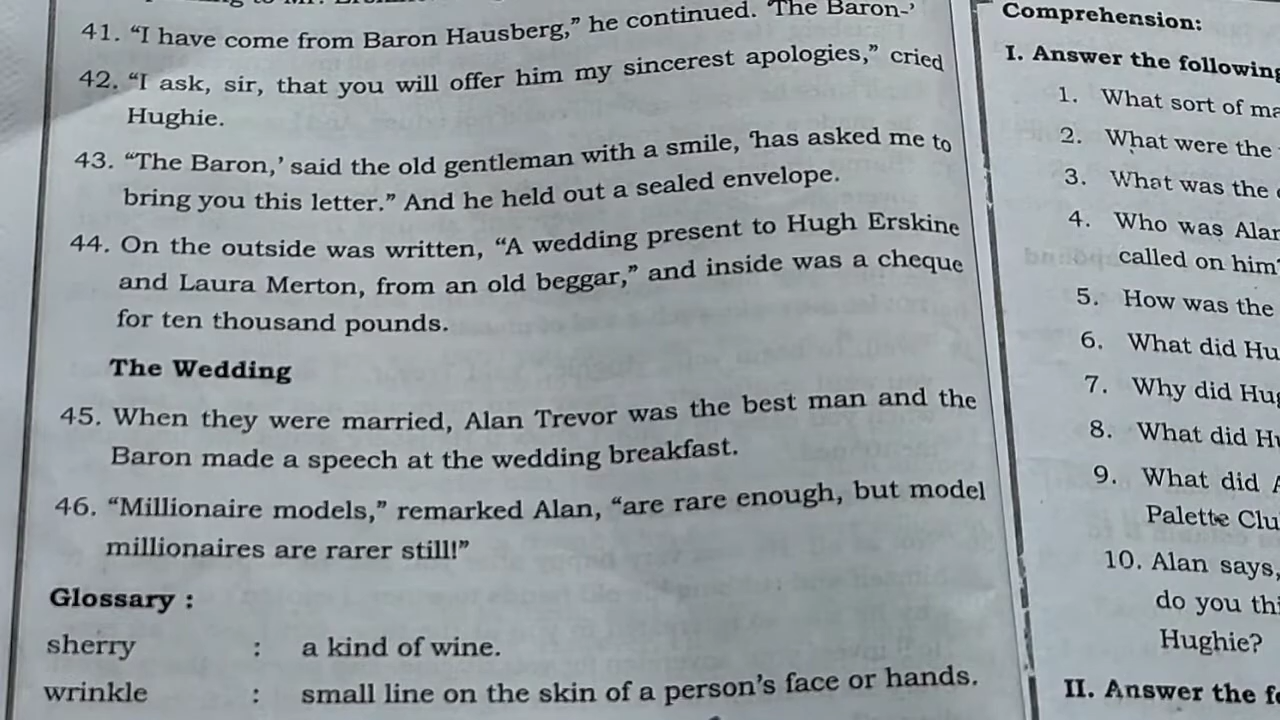 41. “I have come from Baron Hausberg,” he continued. 'The Baron-’
42. “I ask, sir, that you will offer him my sincerest apologies,” cried
Hughie.
43. “The Baron,’ said the old gentleman with a smile, ‘has asked me to
bring you this letter.” And he held out a sealed envelope.
44. On the outside was written, “A wedding present to Hugh Erskine
and Laura Merton, from an old beggar,” and inside was a cheque
for ten thousand pounds.
The Wedding
45. When they were married, Alan Trevor was the best man and the
Baron made a speech at the wedding breakfast.
46. “Millionaire models,” remarked Alan, “are rare enough, but model
millionaires are rarer still!”
Glossary :
sherry : a kind of wine.
wrinkle : small line on the skin of a person’s face or hands.
Comprehension:
I. Answer the following
1. What sort of
2. What were the
3. What was the
4. Who was
called on him
5. How was the
6. What did
7. Why did
8. What did
9. What did
Palette
10. Alan says,
do you
Hughie?
II. Answer the